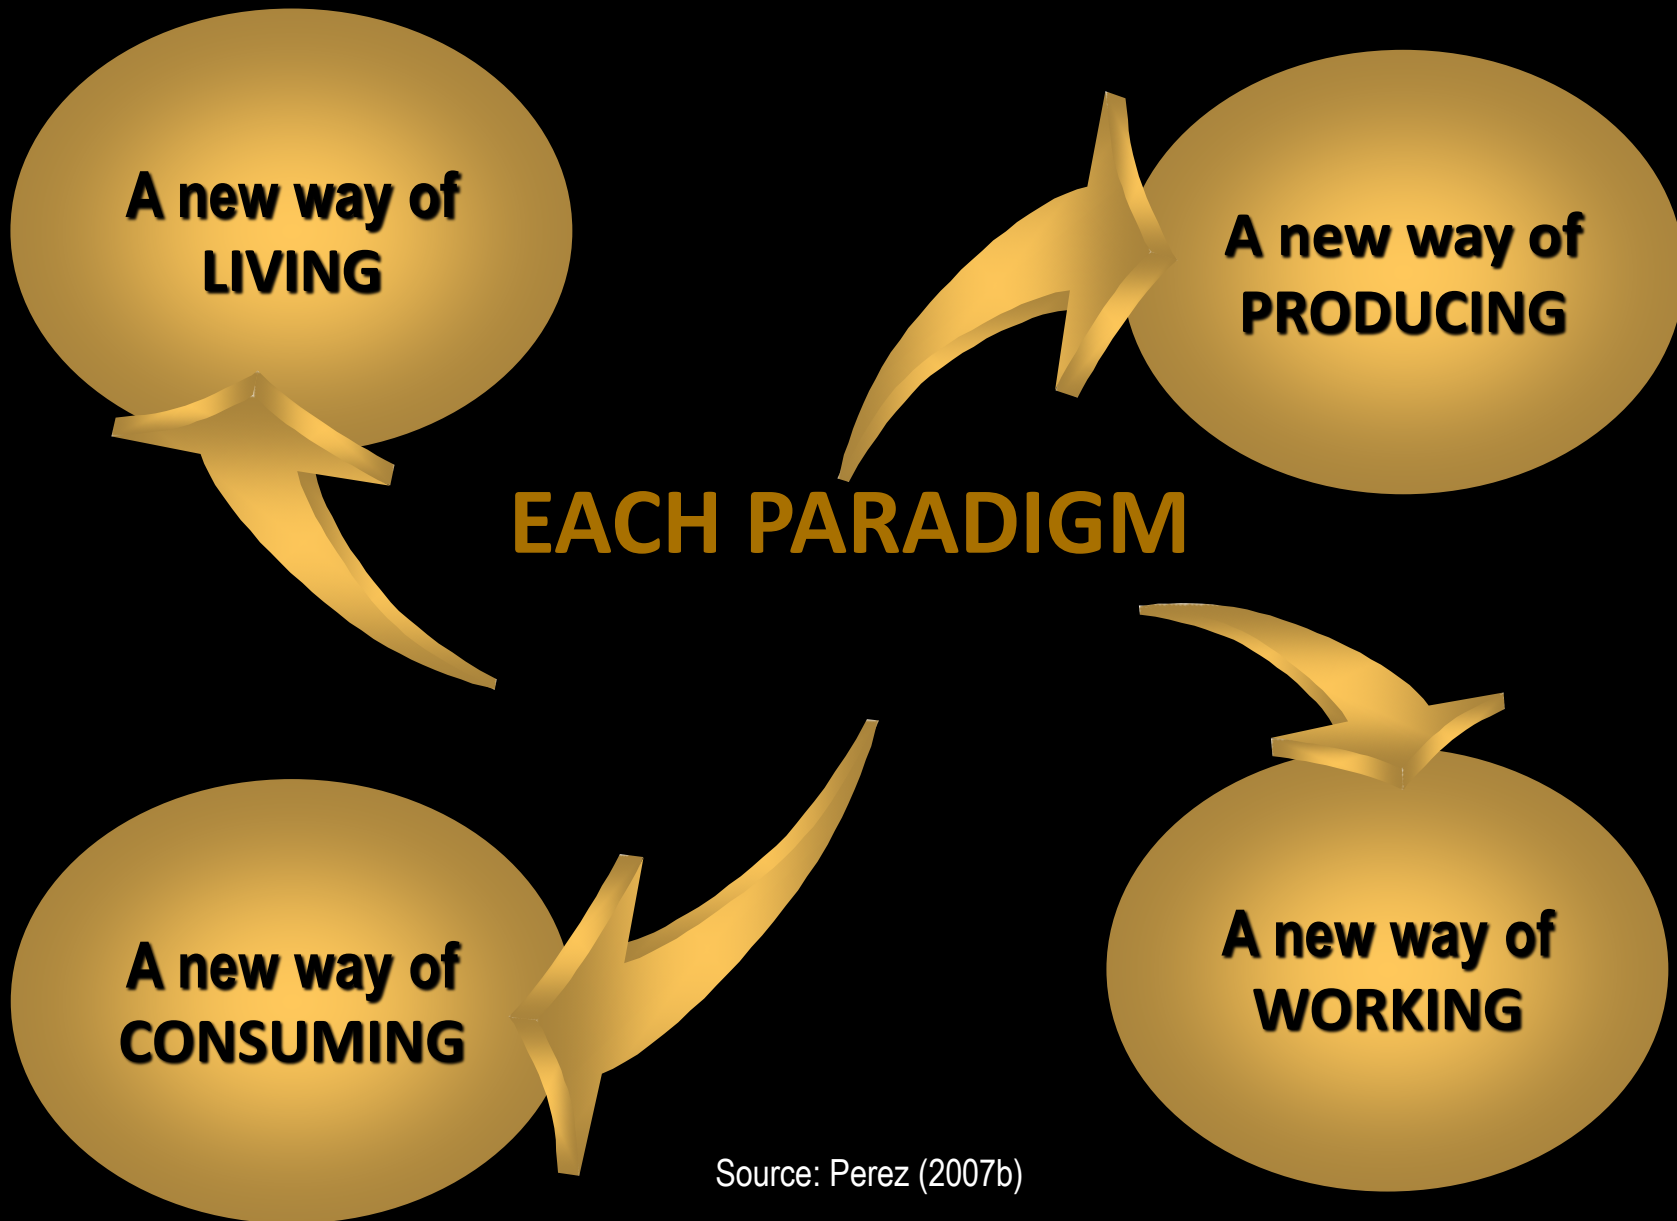 A new way of
LIVING
A new way of
PRODUCING
EACH PARADIGM
A new way of
CONSUMING
A new way of
WORKING
Source: Perez (2007b)